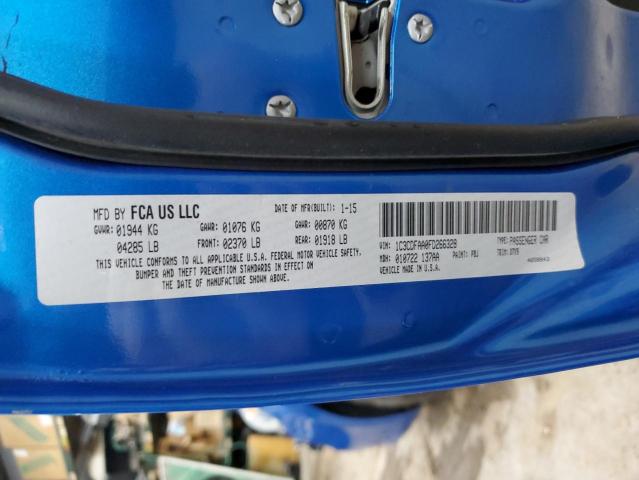 MFD BY FCA US LLC DATE OF MFR(BUILT): 1-15
GVWR: 01944 KG GAWR: 01076 KG GAWR: 00870 KG
04285 LB FRONT: 02370 LB REAR: 01918 LB
THIS VEHICLE CONFORMS TO ALL APPLICABLE U.S.A. FEDERAL MOTOR VEHICLE SAFETY,
BUMPER AND THEFT PREVENTION STANDARDS IN EFFECT ON
THE DATE OF MANUFACTURE SHOWN ABOVE.
VIN: 1C3CDFAA0FD266328 TYPE: PASSENGER CAR
MDH: 010722 137AA PAINT: PBJ TRIM:
VEHICLE MADE IN U.S.A.